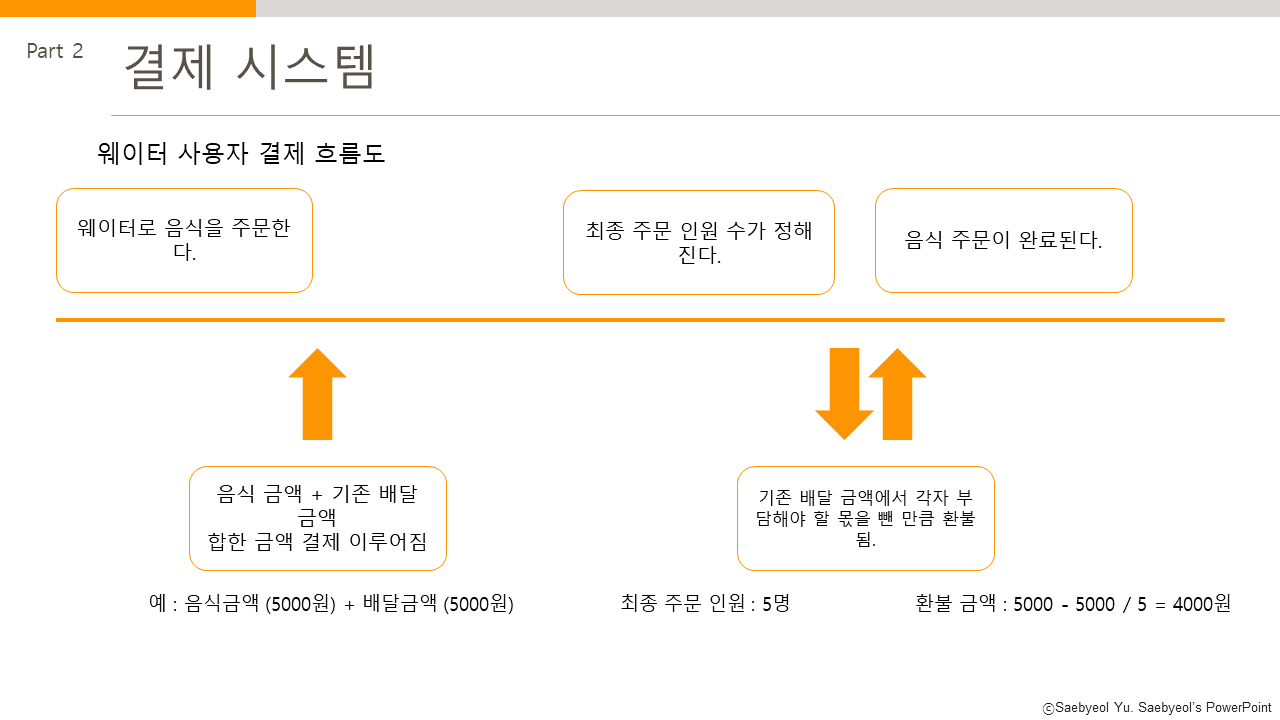 Part 2
결제 시스템
웨이터 사용자 결제 흐름도
웨이터로 음식을 주문한
다.
최종 주문 인원 수가 정해
진다.
음식 주문이 완료된다.
음식 금액 + 기존 배달
금액
합한 금액 결제 이루어짐
기존 배달 금액에서 각자 부
담해야 할 몫을 뺀 만큼 환불
됨.
예 : 음식금액 (5000원) + 배달금액 (5000원)
최종 주문 인원 : 5명
환불 금액 : 5000 - 5000 / 5 = 4000원
ⓒSaebyeol Yu. Saebyeol's PowerPoint